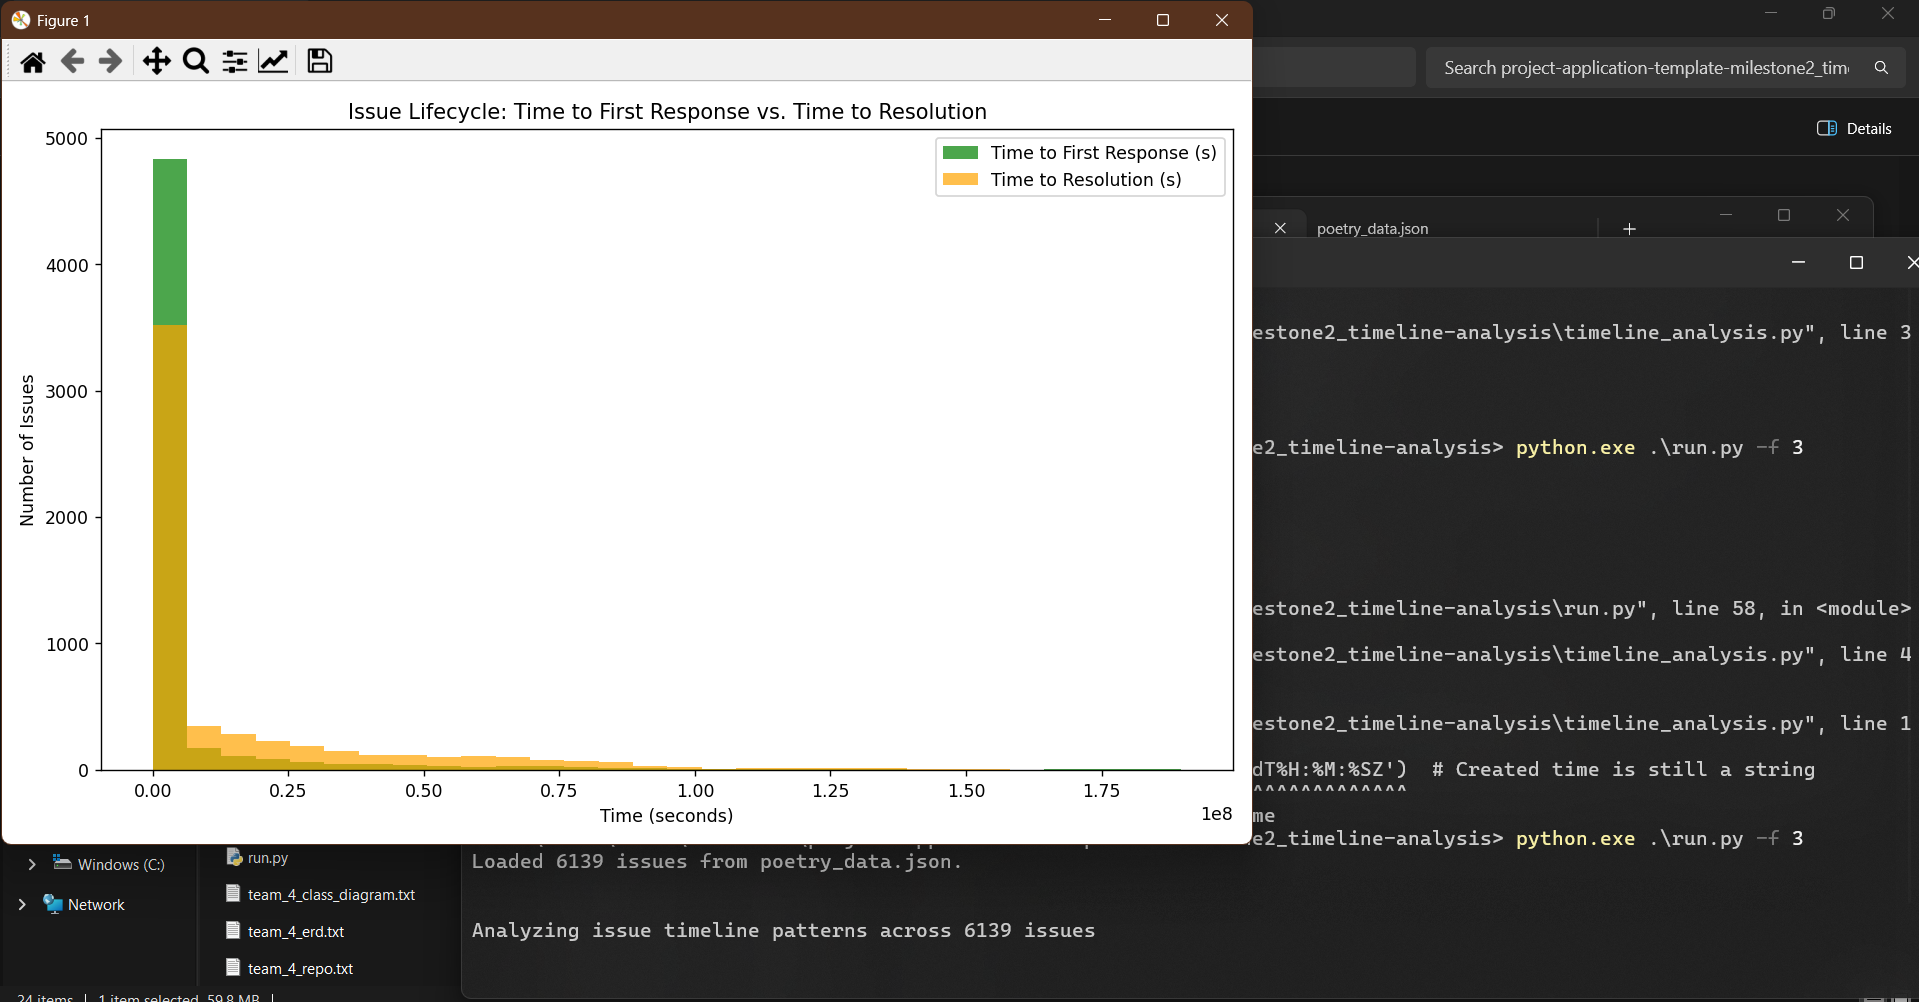 Figure 1
Issue Lifecycle: Time to First Response vs. Time to Resolution
Time to First Response (s)
Time to Resolution (s)
Number of Issues
5000
4000
3000
2000
1000
0
0.00 0.25 0.50 0.75 1.00 1.25 1.50 1.75
1e8
Time (seconds)
Search project-application-template-milestone2_tim
Details
poetry_data.json
estone2_timeline-analysis\timeline_analysis.py", line 3
e2_timeline-analysis> python.exe .\run.py -f 3
estone2_timeline-analysis\run.py", line 58, in <module>
estone2_timeline-analysis\timeline_analysis.py", line 4
estone2_timeline-analysis\timeline_analysis.py", line 1
dT%H:%M:%SZ')  # Created time is still a string
^^^^^^^^^^^^^
me
e2_timeline-analysis> python.exe .\run.py -f 3
Loaded 6139 issues from poetry_data.json.
Analyzing issue timeline patterns across 6139 issues
Windows (C:)
Network
run.py
team_4_class_diagram.txt
team_4_erd.txt
team_4_repo.txt
24 items | 1 item selected 59.8 MB |